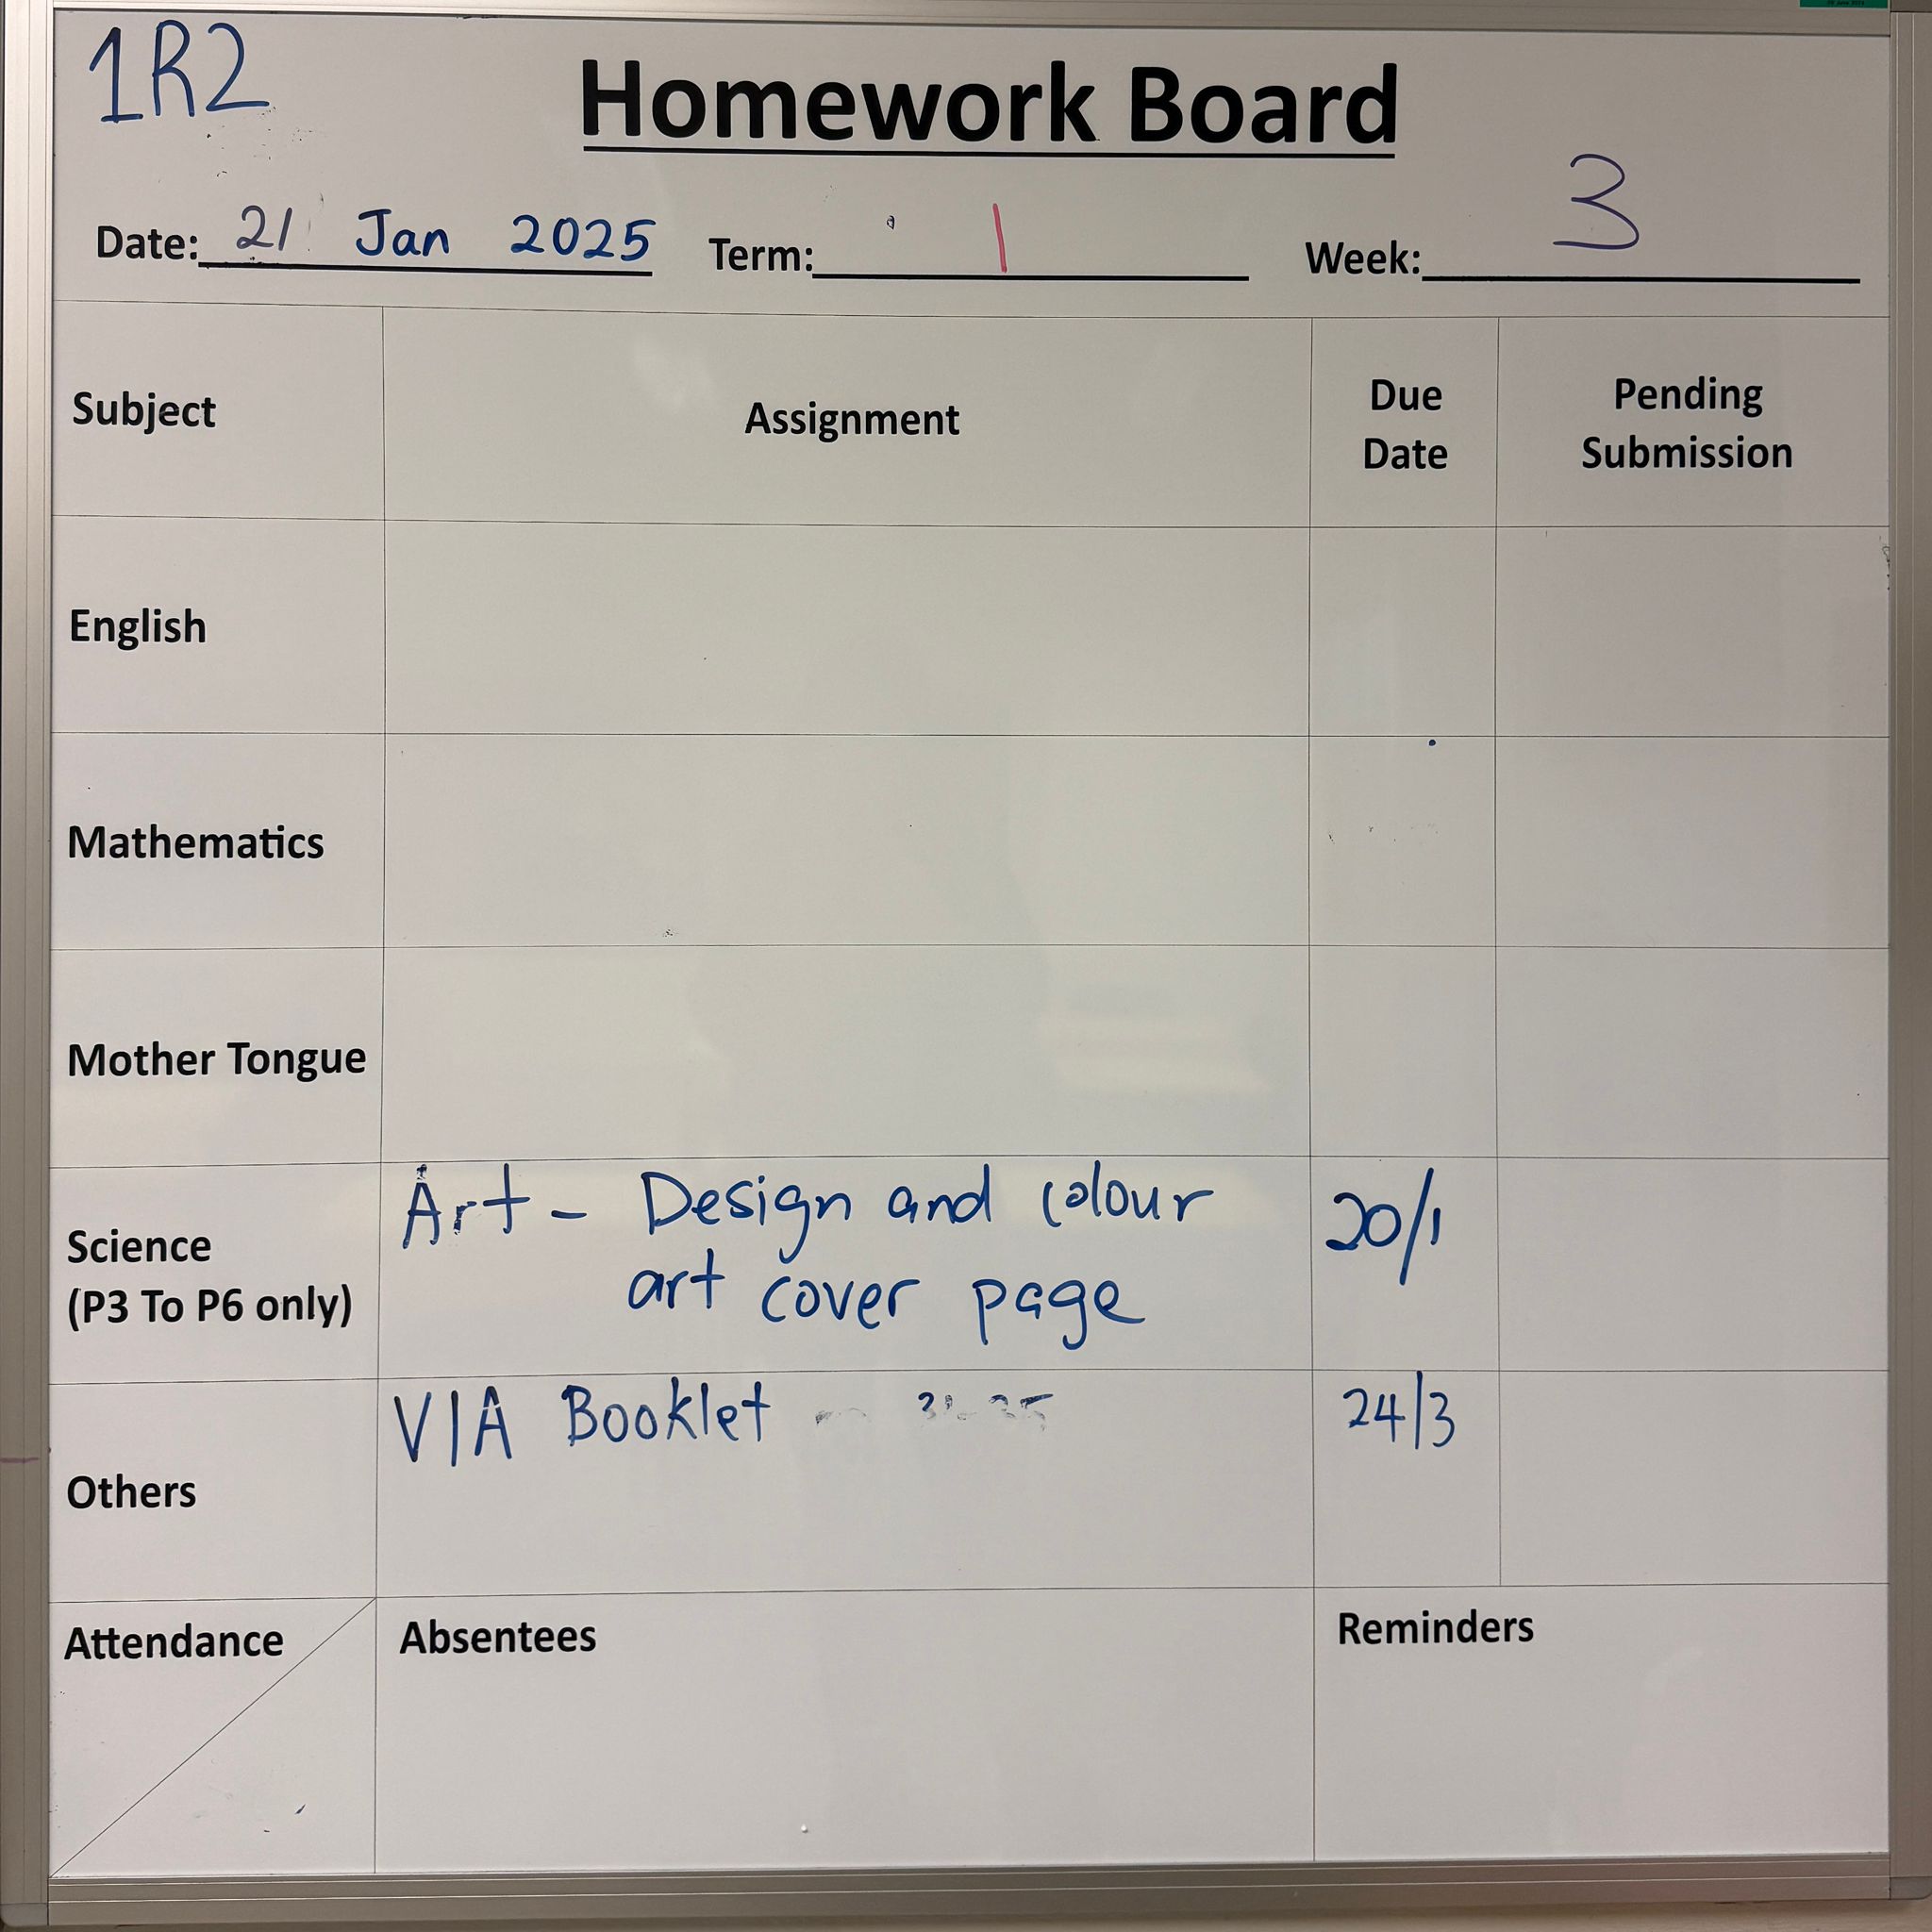 1R2
Homework Board
Date: 21 Jan 2025 Term: 1 Week: 3
Subject Assignment Due Date Pending Submission
English
Mathematics
Mother Tongue
Science (P3 To P6 only)
Art - Design and colour
art cover page
20/1
Others
VIA Booklet
24/3
Attendance Absentees Reminders